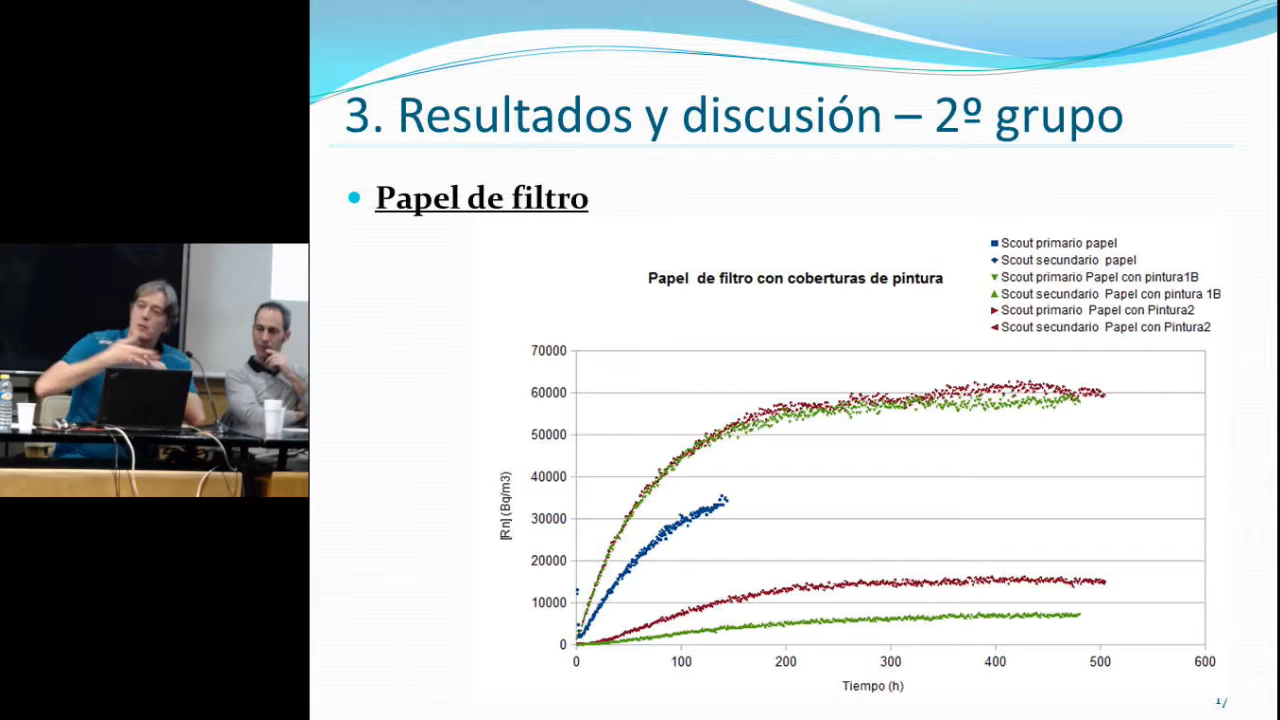 3. Resultados y discusión – 2º grupo
Papel de filtro
Papel de filtro con coberturas de pintura
Scout primario papel
Scout secundario papel
Scout primario Papel con pintura1B
Scout secundario Papel con pintura 1B
Scout primario Papel con Pintura2
Scout secundario Papel con Pintura2
[Rn] (Bq/m3)
70000
60000
50000
40000
30000
20000
10000
0
0 100 200 300 400 500 600
Tiempo (h)
17